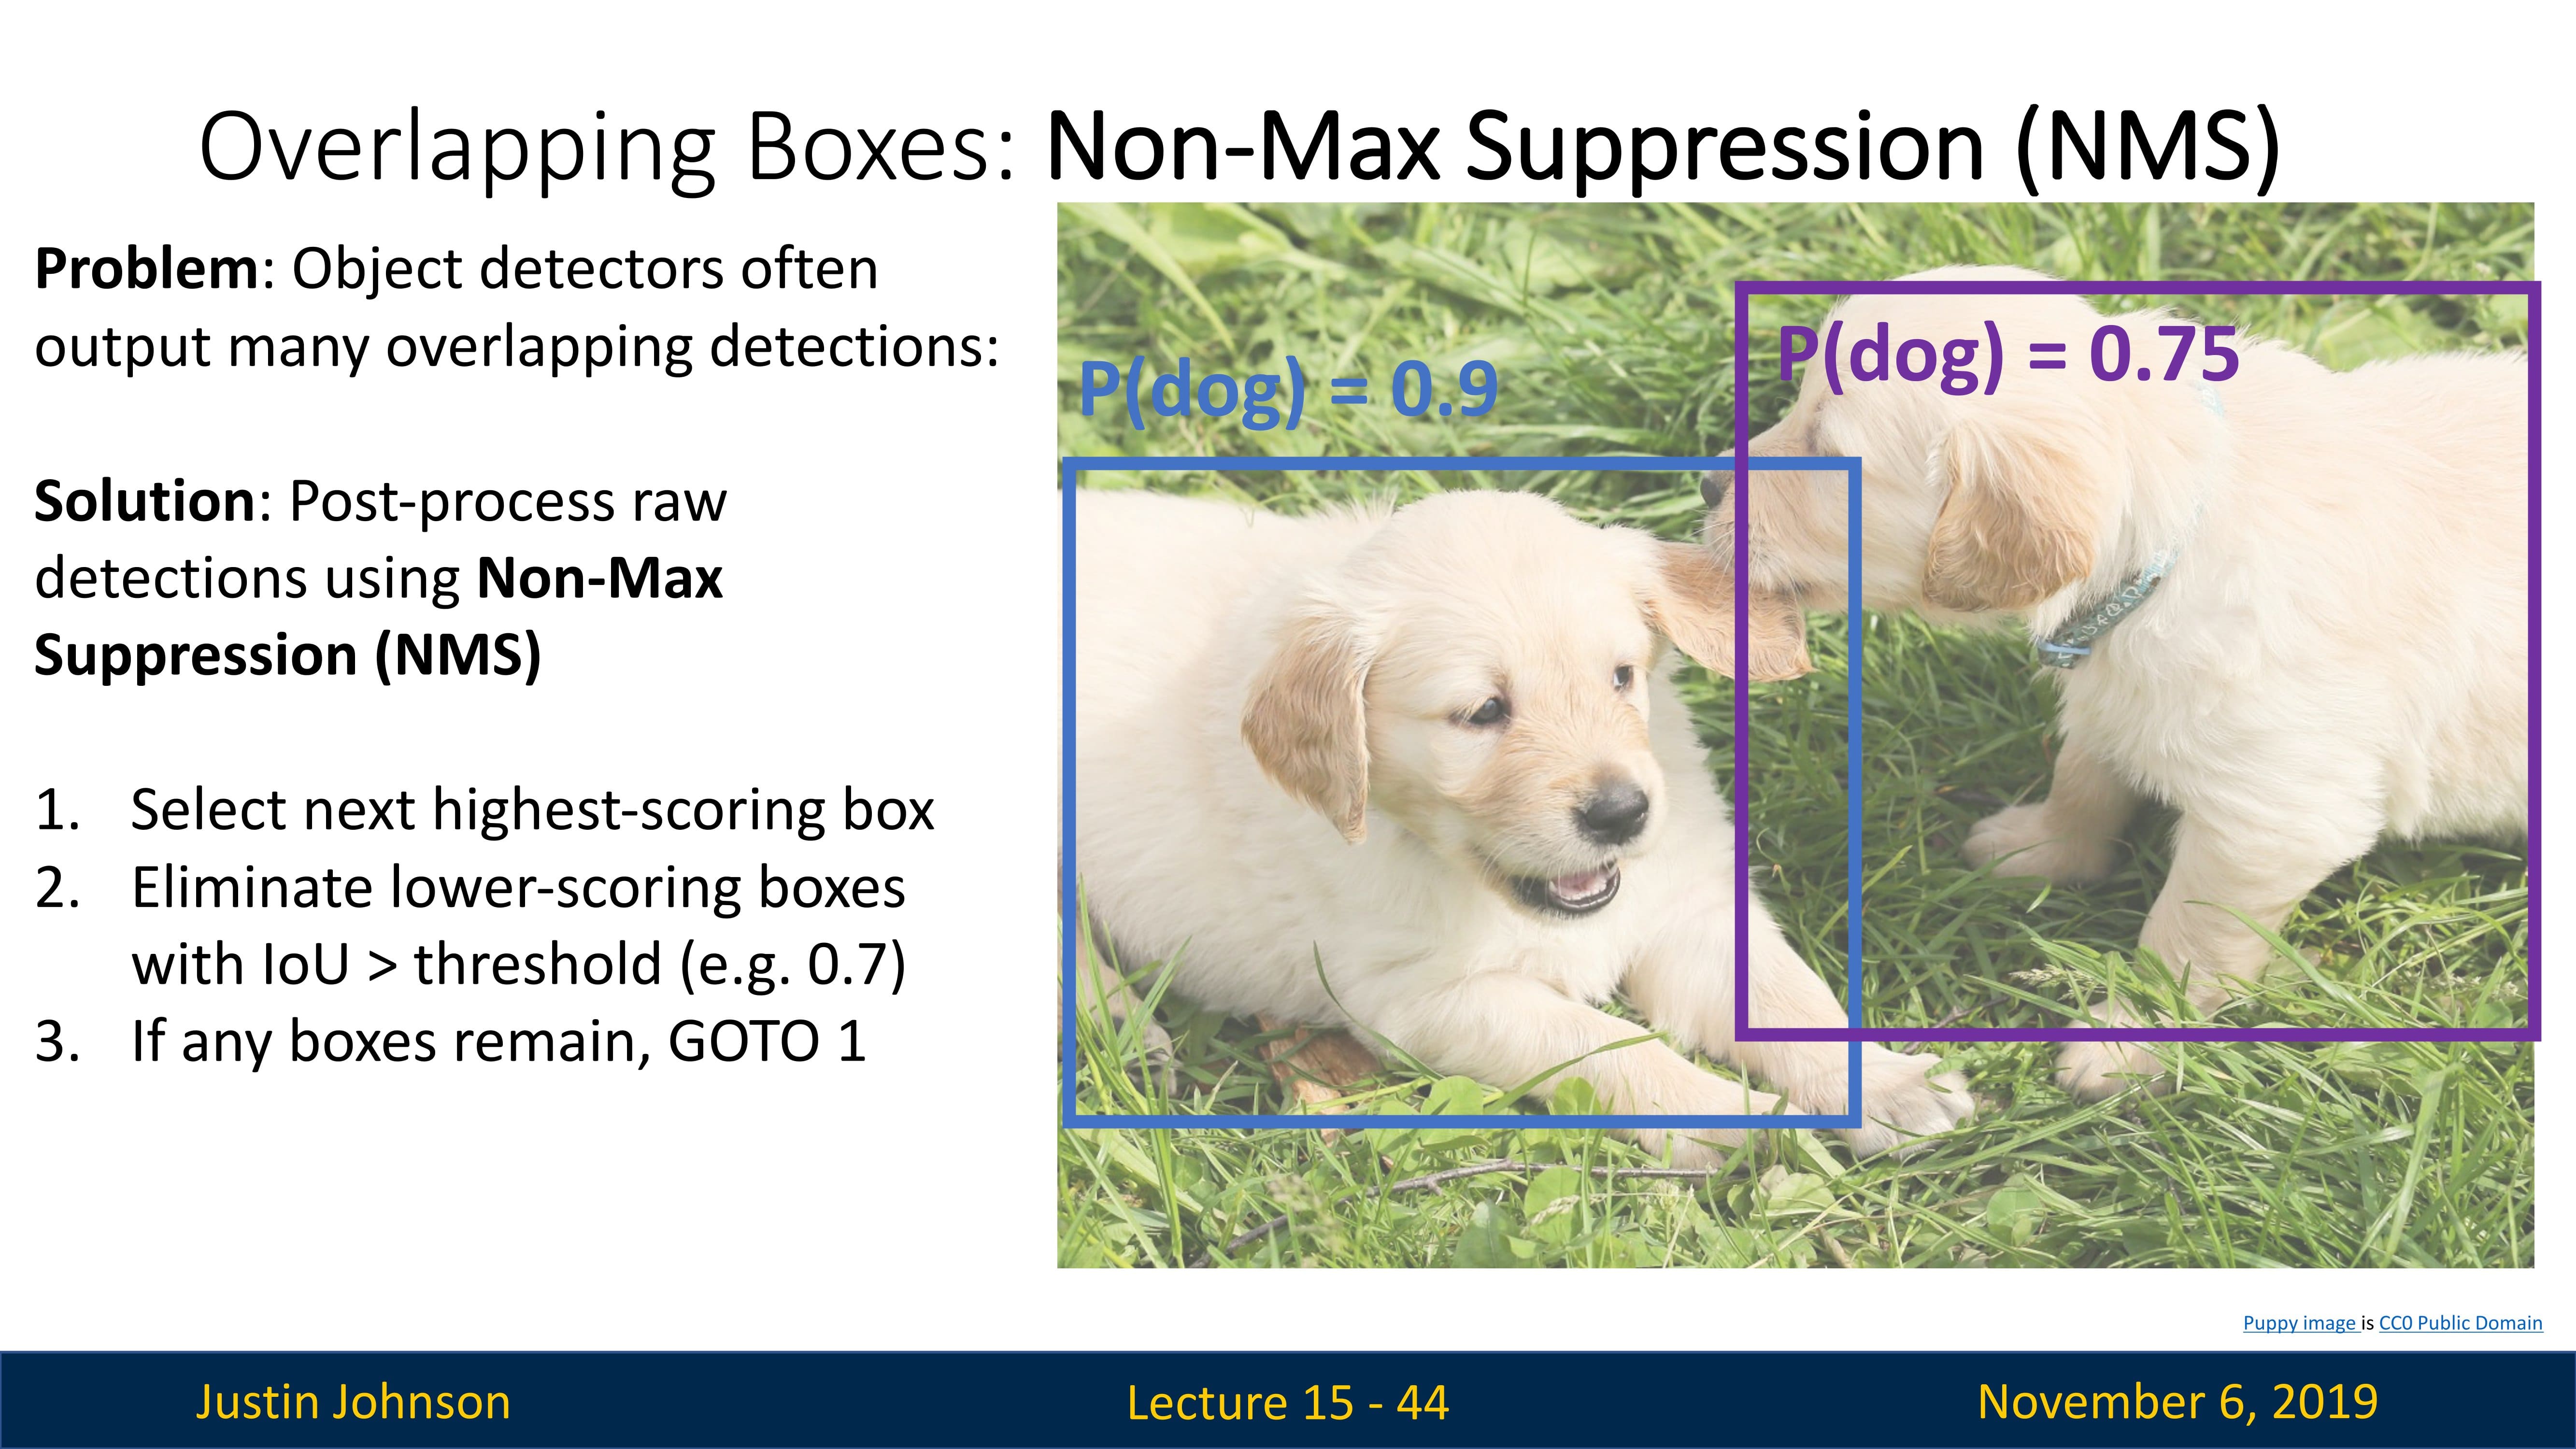 Overlapping Boxes: Non-Max Suppression (NMS)
Problem: Object detectors often
output many overlapping detections:
Solution: Post-process raw
detections using Non-Max
Suppression (NMS)
1. Select next highest-scoring box
2. Eliminate lower-scoring boxes
with IoU > threshold (e.g. 0.7)
3. If any boxes remain, GOTO 1
P(dog) = 0.9
P(dog) = 0.75
Puppy image is CC0 Public Domain
Justin Johnson
Lecture 15 - 44
November 6, 2019